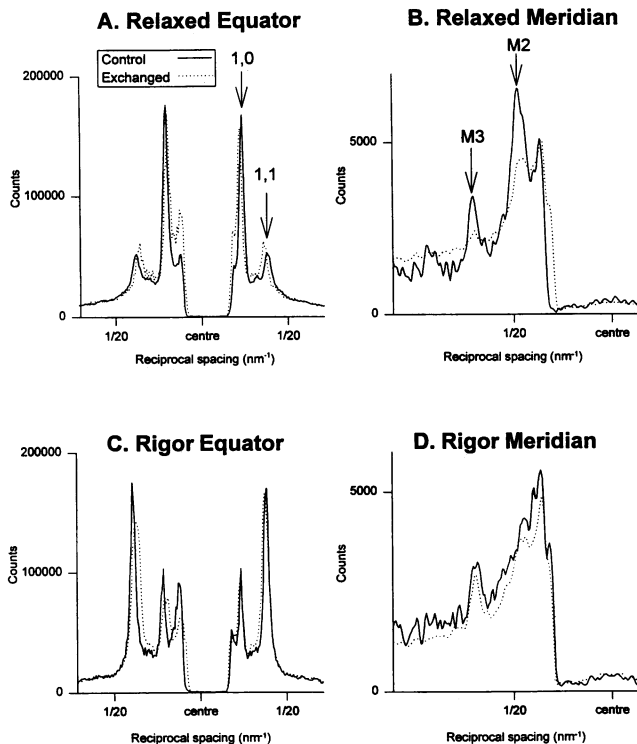 A. Relaxed Equator
Control
Exchanged
1,0
1,1
200000
100000
0
Counts
1/20
centre
1/20
Reciprocal spacing (nm⁻¹)
B. Relaxed Meridian
M2
M3
5000
0
Counts
1/20
centre
Reciprocal spacing (nm⁻¹)
C. Rigor Equator
200000
100000
0
Counts
1/20
centre
1/20
Reciprocal spacing (nm⁻¹)
D. Rigor Meridian
5000
0
Counts
1/20
centre
Reciprocal spacing (nm⁻¹)